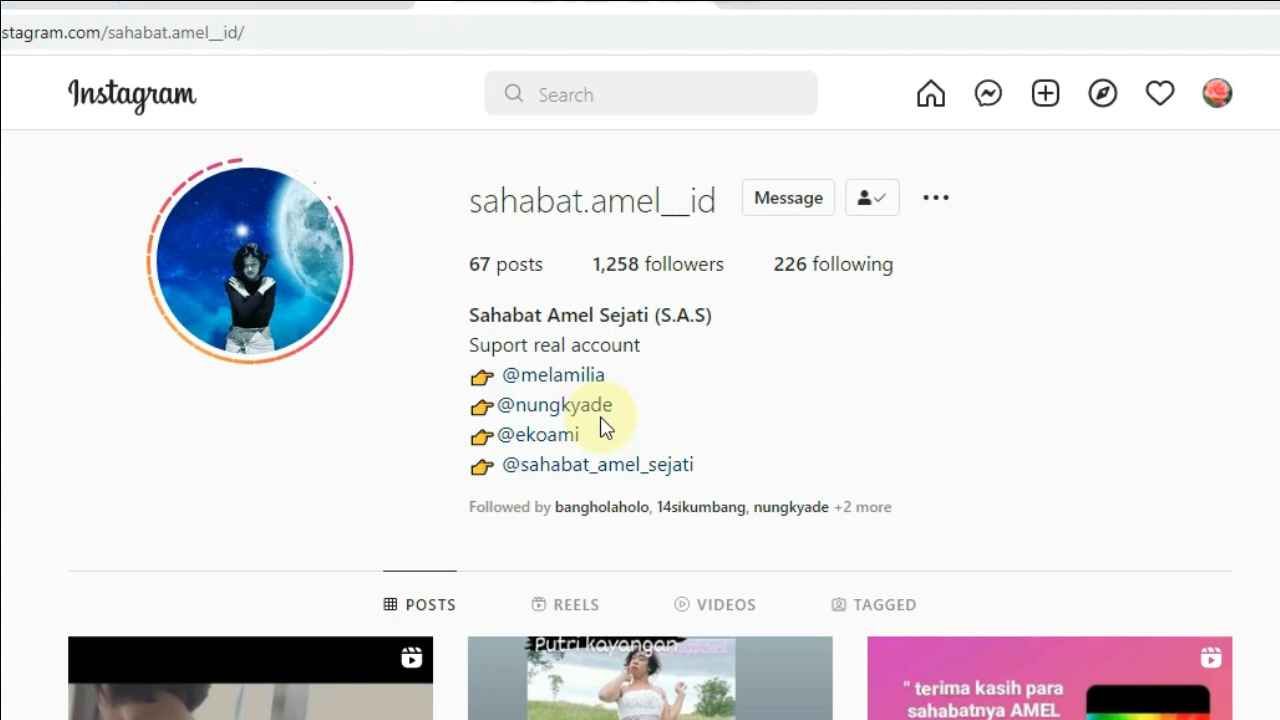 stagram.com/sahabat.amel__id/
Instagram
Search
sahabat.amel__id
Message
67 posts
1,258 followers
226 following
Sahabat Amel Sejati (S.A.S)
Suport real account
👉 @melamilia
👉@nungkyade
👉@ekoami
👉 @sahabat_amel_sejati
Followed by bangholaholo, 14sikumbang, nungkyade +2 more
POSTS
REELS
VIDEOS
TAGGED
Putri kayangan
" terima kasih para
sahabatnya AMEL